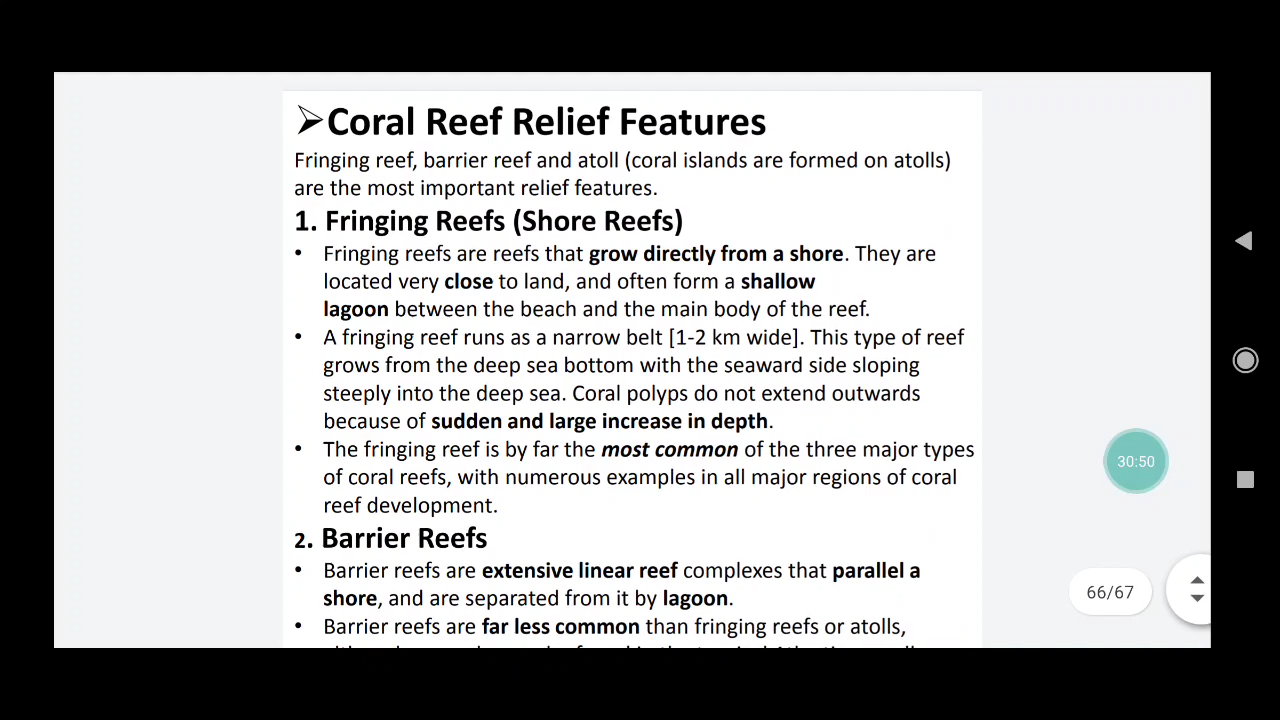 ➢Coral Reef Relief Features
Fringing reef, barrier reef and atoll (coral islands are formed on atolls)
are the most important relief features.
1. Fringing Reefs (Shore Reefs)
• Fringing reefs are reefs that grow directly from a shore. They are
located very close to land, and often form a shallow
lagoon between the beach and the main body of the reef.
• A fringing reef runs as a narrow belt [1-2 km wide]. This type of reef
grows from the deep sea bottom with the seaward side sloping
steeply into the deep sea. Coral polyps do not extend outwards
because of sudden and large increase in depth.
• The fringing reef is by far the most common of the three major types
of coral reefs, with numerous examples in all major regions of coral
reef development.
2. Barrier Reefs
• Barrier reefs are extensive linear reef complexes that parallel a
shore, and are separated from it by lagoon.
• Barrier reefs are far less common than fringing reefs or atolls,
30:50
66/67